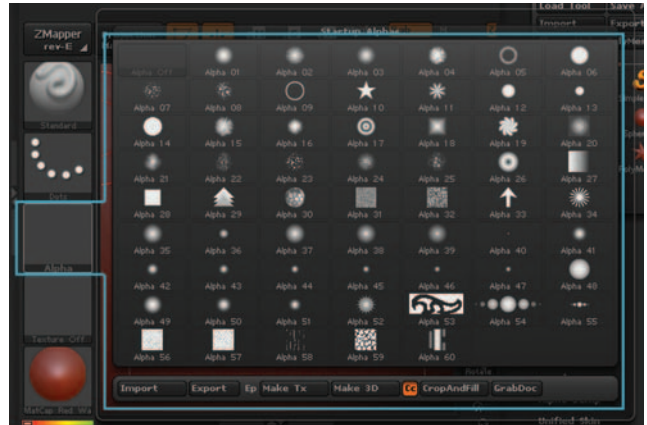 Load Tool Save A
Import Export
ZMapper
rev-E
Startup Alphas
Alpha Off Alpha 01 Alpha 02 Alpha 03 Alpha 04 Alpha 05 Alpha 06
Alpha 07 Alpha 08 Alpha 09 Alpha 10 Alpha 11 Alpha 12 Alpha 13
Standard
Alpha 14 Alpha 15 Alpha 16 Alpha 17 Alpha 18 Alpha 19 Alpha 20
Alpha 21 Alpha 22 Alpha 23 Alpha 24 Alpha 25 Alpha 26 Alpha 27
Dots
Alpha 28 Alpha 29 Alpha 30 Alpha 31 Alpha 32 Alpha 33 Alpha 34
Alpha 35 Alpha 36 Alpha 37 Alpha 38 Alpha 39 Alpha 40 Alpha 41
Alpha
Alpha 42 Alpha 43 Alpha 44 Alpha 45 Alpha 46 Alpha 47 Alpha 48
Alpha 49 Alpha 50 Alpha 51 Alpha 52 Alpha 53 Alpha 54 Alpha 55
Texture Off
Alpha 56 Alpha 57 Alpha 58 Alpha 59 Alpha 60
Import Export Ep Make Tx Make 3D Cc CropAndFill GrabDoc
MatCap Red Wa
Unified Skin